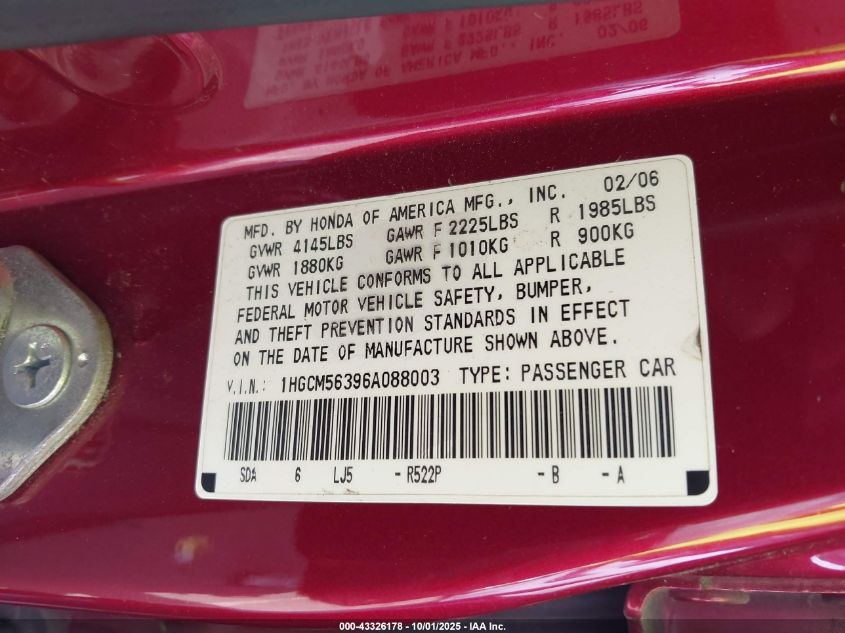 MFD. BY HONDA OF AMERICA MFG., INC. 02/06
GVWR 4145LBS GAWR F 2225LBS R 1985LBS
GVWR 1880KG GAWR F 1010KG R 900KG
THIS VEHICLE CONFORMS TO ALL APPLICABLE
FEDERAL MOTOR VEHICLE SAFETY, BUMPER,
AND THEFT PREVENTION STANDARDS IN EFFECT
ON THE DATE OF MANUFACTURE SHOWN ABOVE.
V.I.N.: 1HGCM56396A088003 TYPE: PASSENGER CAR
SDA 6 LJ5 - R522P - B - A
000-43326178 - 10/01/2025 - IAA Inc.